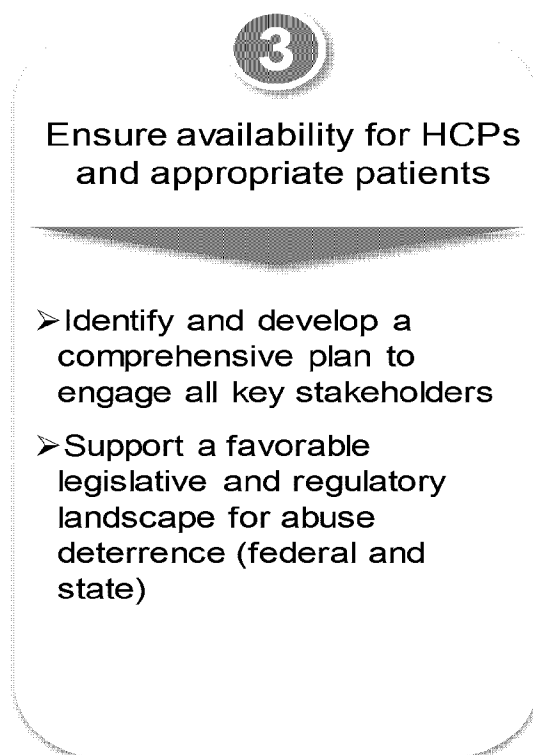 3
Ensure availability for HCPs
and appropriate patients
➢Identify and develop a
comprehensive plan to
engage all key stakeholders
➢Support a favorable
legislative and regulatory
landscape for abuse
deterrence (federal and
state)